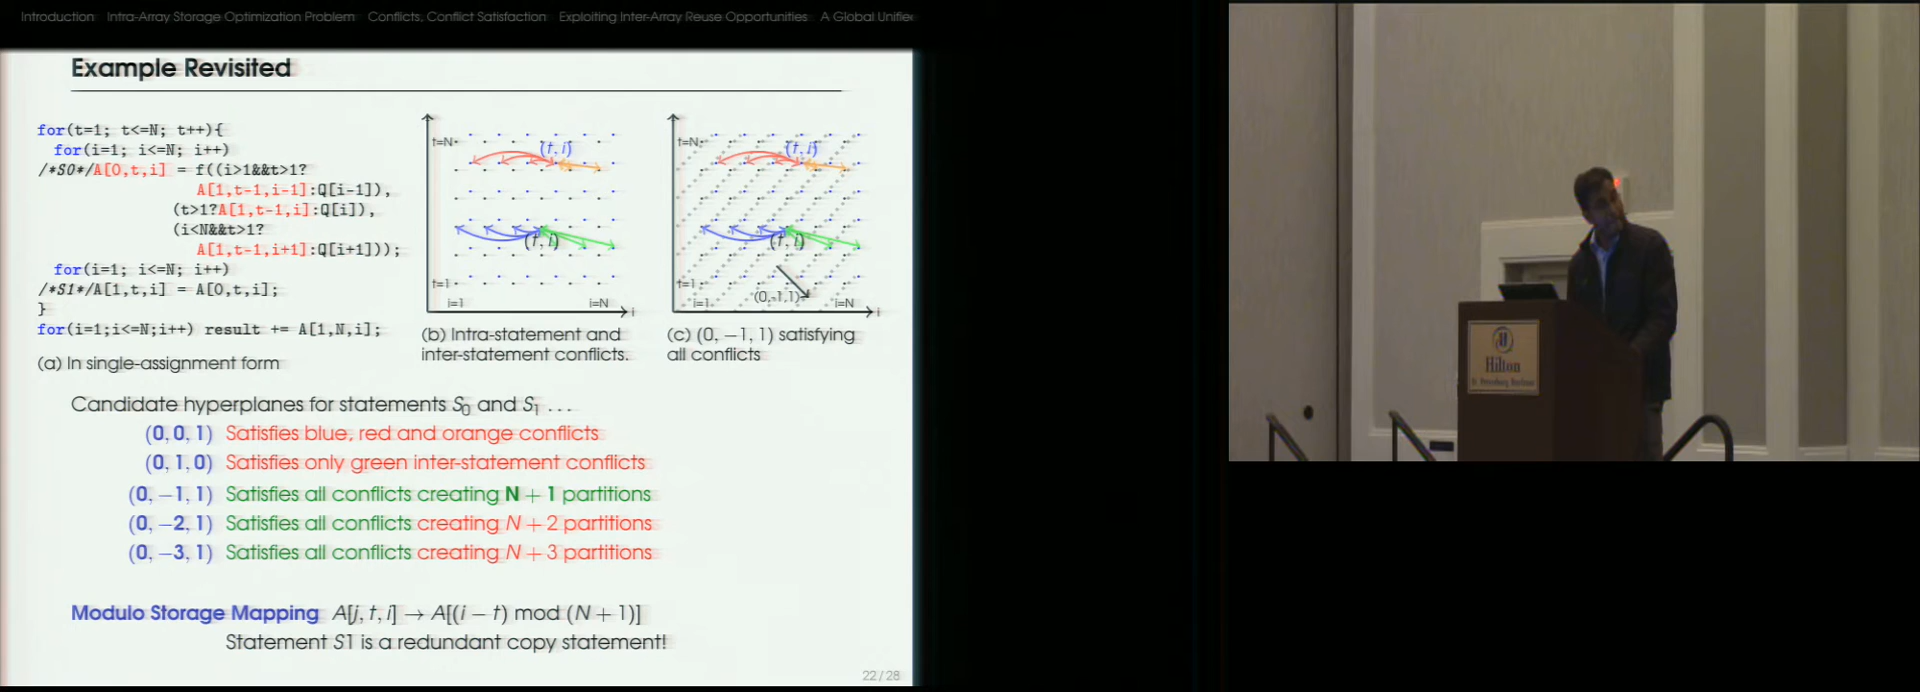 Introduction Intra-Array Storage Optimization Problem Conflicts, Conflict Satisfaction Exploiting Inter-Array Reuse Opportunities A Global Unifie
Example Revisited
for(t=1; t<=N; t++){
for(i=1; i<=N; i++)
/*S0*/A[0,t,i] = f((i>1&&t>1?
A[1,t-1,i-1]:Q[i-1]),
(t>1?A[1,t-1,i]:Q[i]),
(i<N&&t>1?
A[1,t-1,i+1]:Q[i+1]));
for(i=1; i<=N; i++)
/*S1*/A[1,t,i] = A[0,t,i];
}
for(i=1;i<=N;i++) result += A[1,N,i];
(a) In single-assignment form
t=N
(t, i)
(t, i)
t=1
i=1
i=N
i
(b) Intra-statement and
inter-statement conflicts.
t=N
(t, i)
(t, i)
t=1
(0,-1,1)
i=1
i=N
i
(c) (0, −1, 1) satisfying
all conflicts
Candidate hyperplanes for statements S0 and S1 ...
(0, 0, 1) Satisfies blue, red and orange conflicts
(0, 1, 0) Satisfies only green inter-statement conflicts
(0, −1, 1) Satisfies all conflicts creating N + 1 partitions
(0, −2, 1) Satisfies all conflicts creating N + 2 partitions
(0, −3, 1) Satisfies all conflicts creating N + 3 partitions
Modulo Storage Mapping A[j, t, i] → A[(i − t) mod (N + 1)]
Statement S1 is a redundant copy statement!
22/28
Hilton